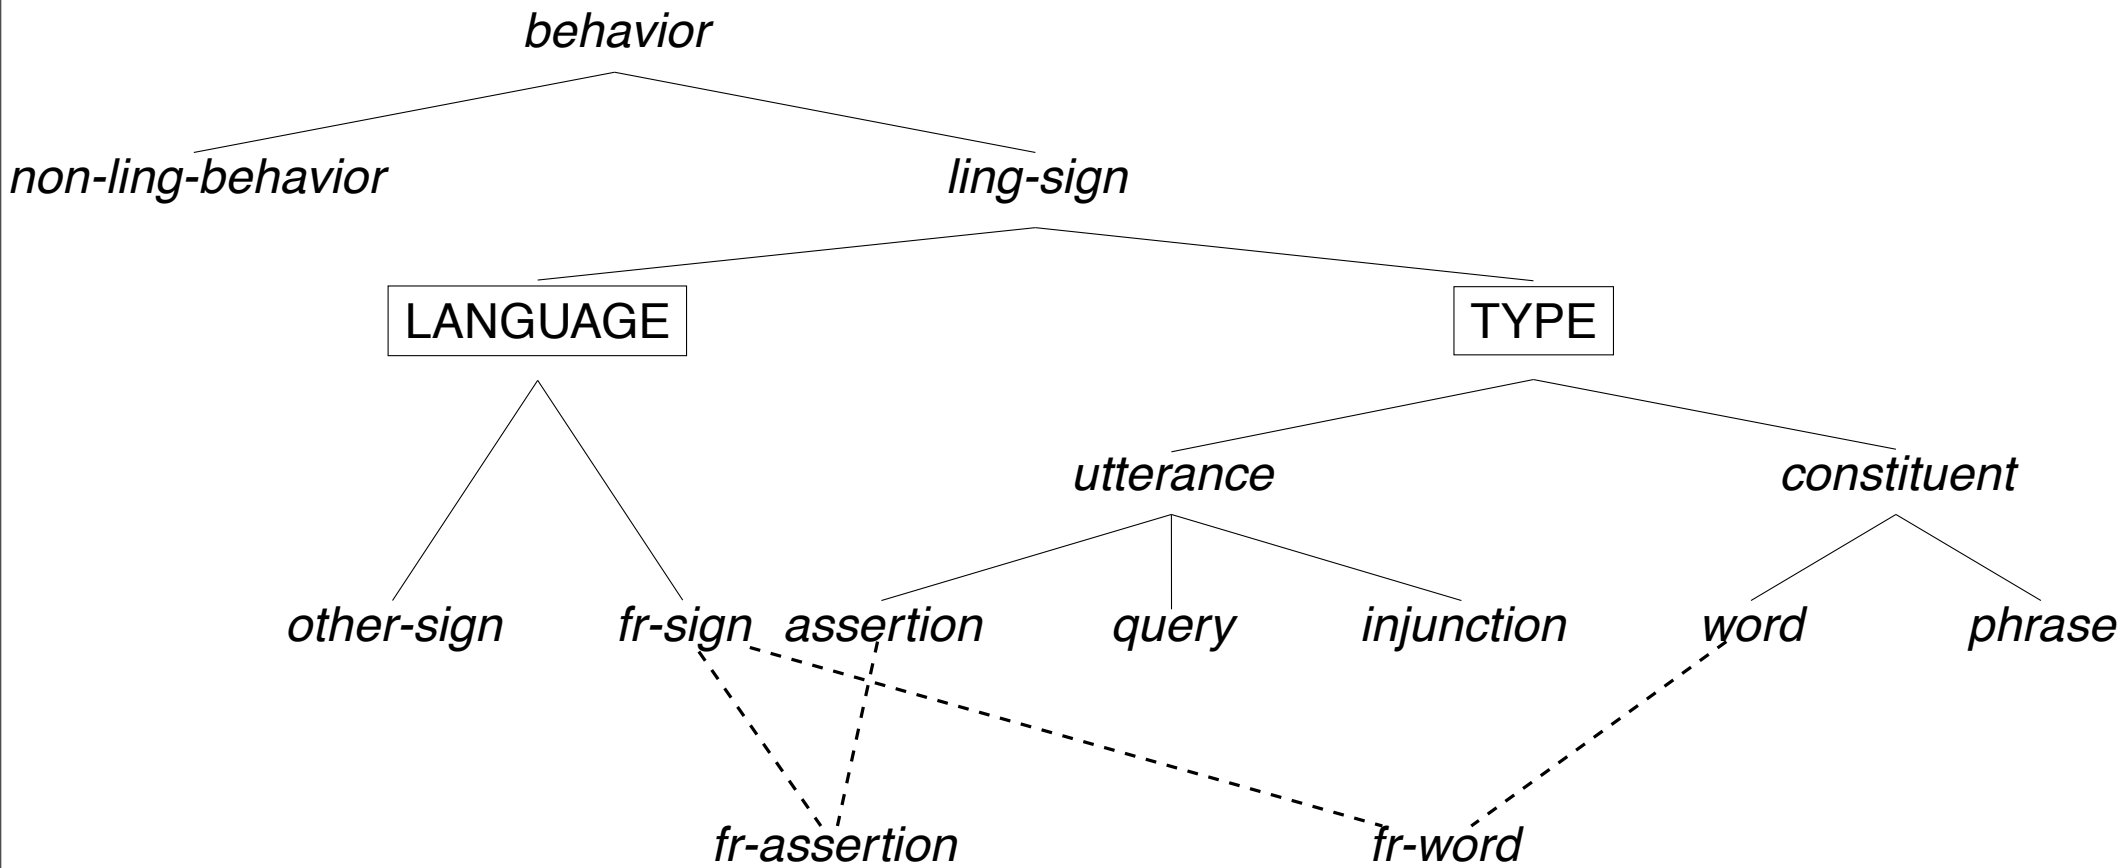 behavior
non-ling-behavior ling-sign
LANGUAGE TYPE
utterance constituent
other-sign fr-sign assertion query injunction word phrase
fr-assertion fr-word